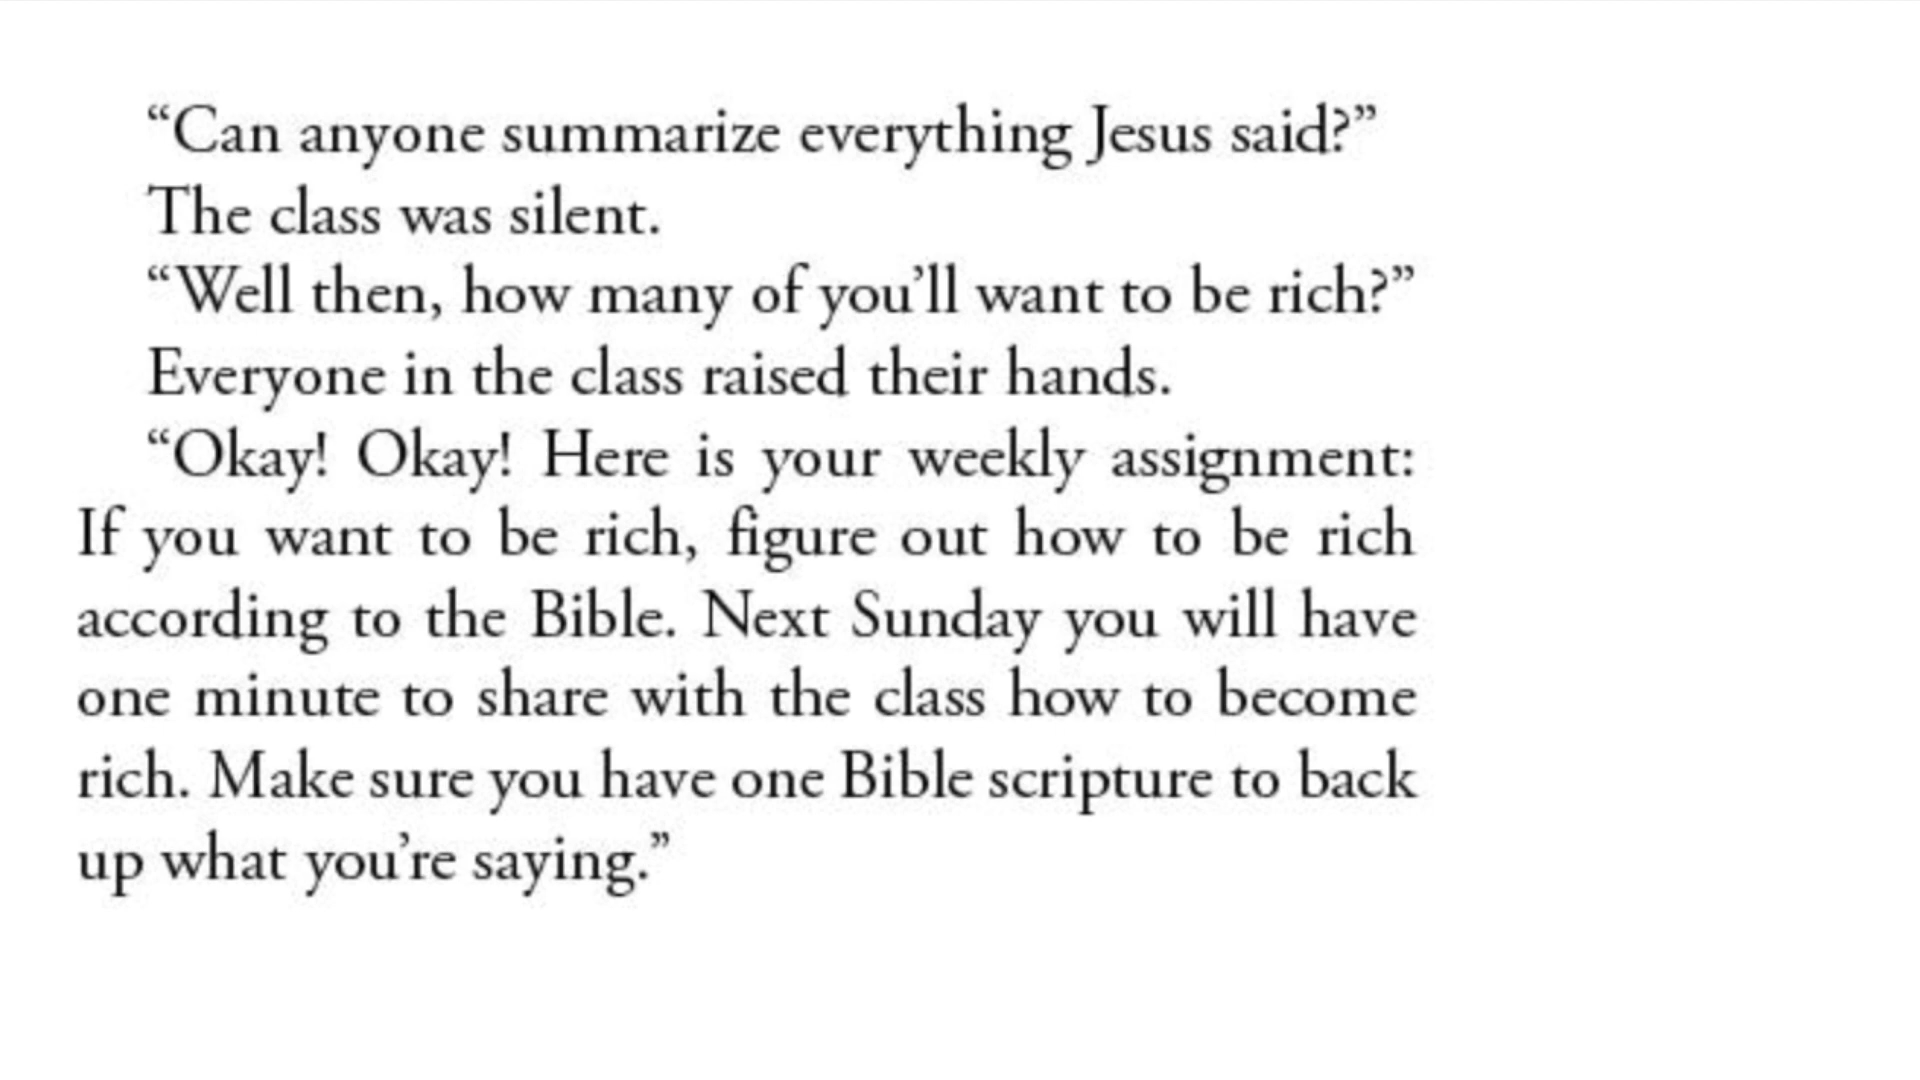 “Can anyone summarize everything Jesus said?”
The class was silent.
“Well then, how many of you’ll want to be rich?”
Everyone in the class raised their hands.
“Okay! Okay! Here is your weekly assignment:
If you want to be rich, figure out how to be rich
according to the Bible. Next Sunday you will have
one minute to share with the class how to become
rich. Make sure you have one Bible scripture to back
up what you’re saying.”